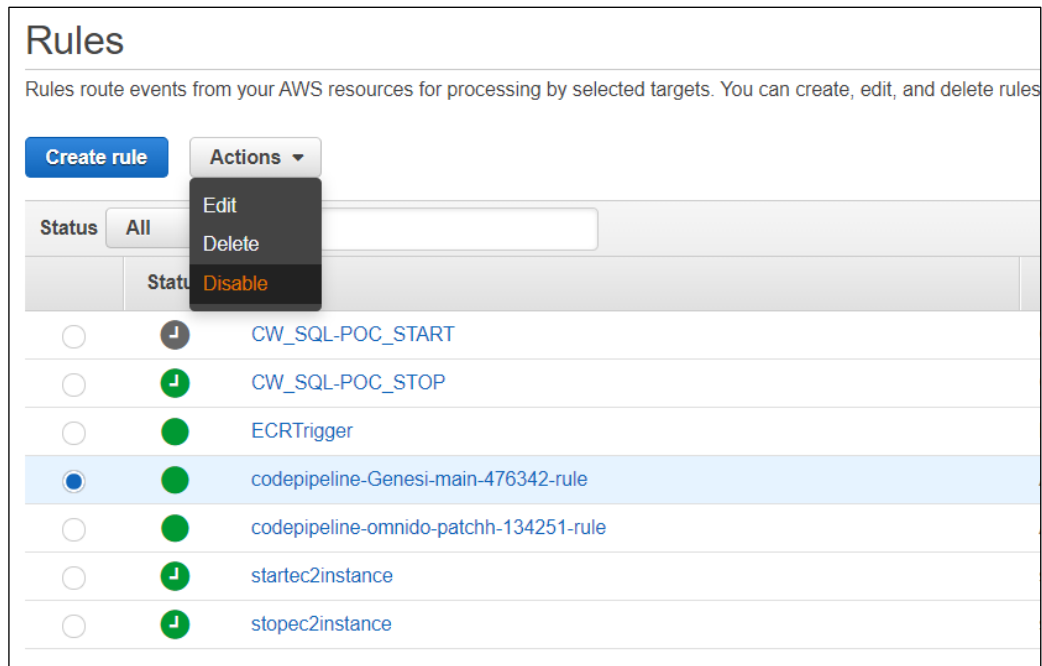 Rules
Rules route events from your AWS resources for processing by selected targets. You can create, edit, and delete rules
Create rule
Actions
Edit
Delete
Disable
Status All
Statu
CW_SQL-POC_START
CW_SQL-POC_STOP
ECRTrigger
codepipeline-Genesi-main-476342-rule
codepipeline-omnido-patchh-134251-rule
startec2instance
stopec2instance